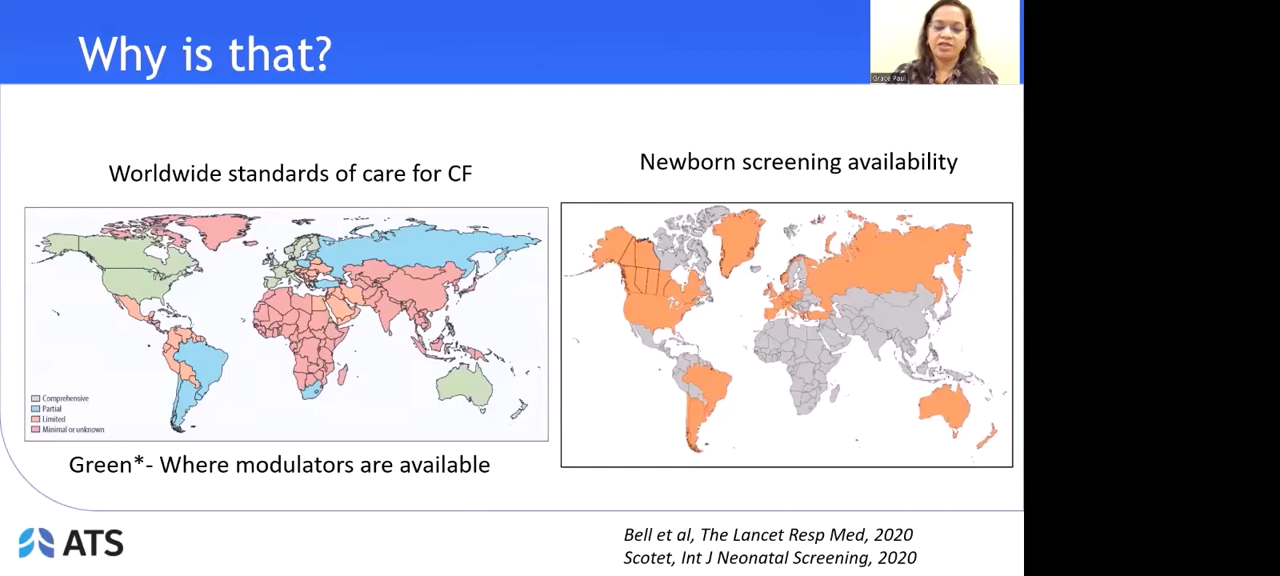 Why is that?
Grace Paul
Worldwide standards of care for CF
Newborn screening availability
Comprehensive
Partial
Limited
Minimal or unknown
Green*- Where modulators are available
ATS
Bell et al, The Lancet Resp Med, 2020
Scotet, Int J Neonatal Screening, 2020